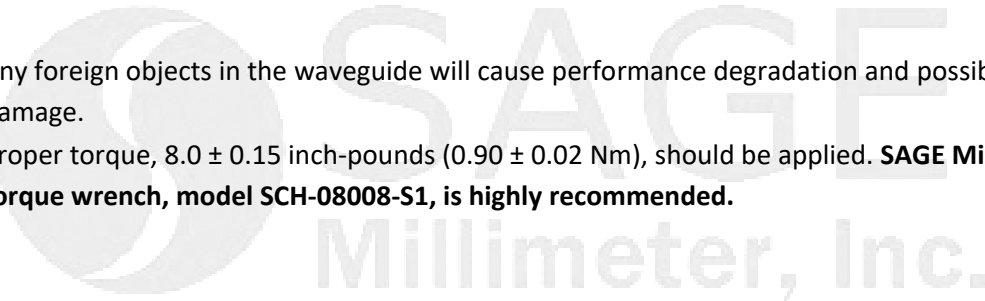 SAGE
ny foreign objects in the waveguide will cause performance degradation and possib
amage.
roper torque, 8.0 ± 0.15 inch-pounds (0.90 ± 0.02 Nm), should be applied. SAGE Mi
orque wrench, model SCH-08008-S1, is highly recommended.
Millimeter, Inc.